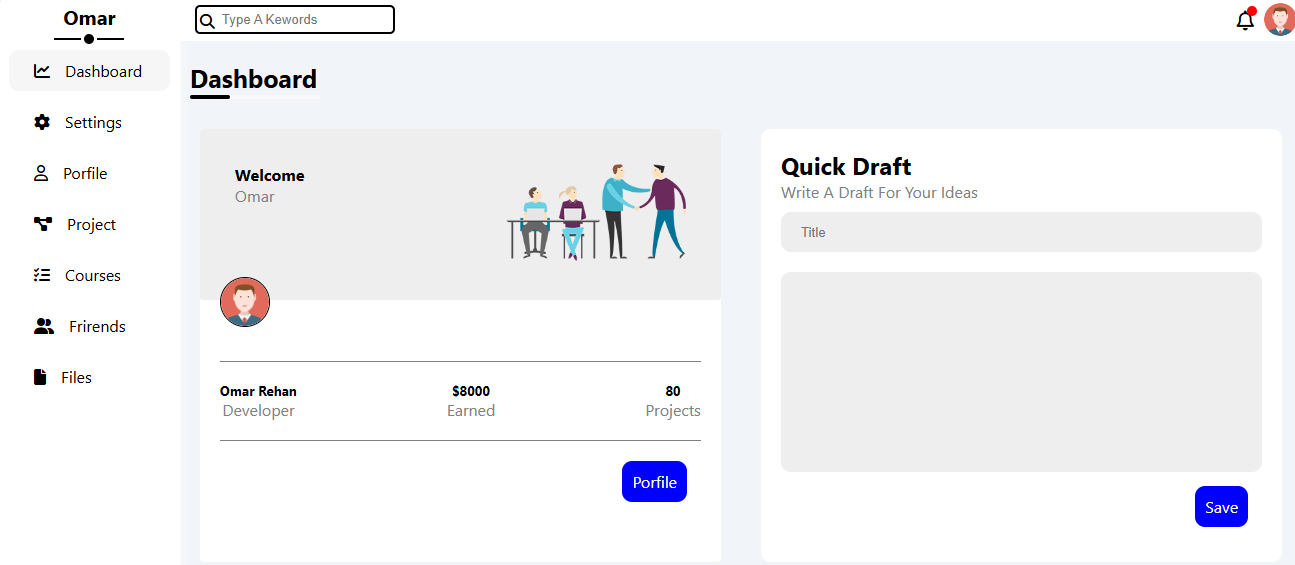 Omar
Type A Kewords
Dashboard
Settings
Porfile
Project
Courses
Frirends
Files
Dashboard
Welcome
Omar
Omar Rehan
Developer
$8000
Earned
80
Projects
Porfile
Quick Draft
Write A Draft For Your Ideas
Title
Save